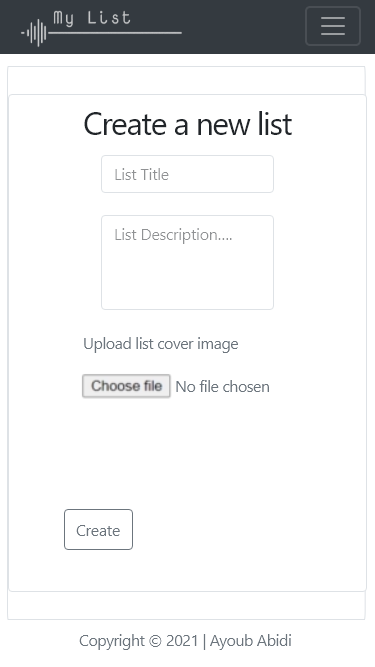 My List
Create a new list
List Title
List Description....
Upload list cover image
Choose file No file chosen
Create
Copyright © 2021 | Ayoub Abidi